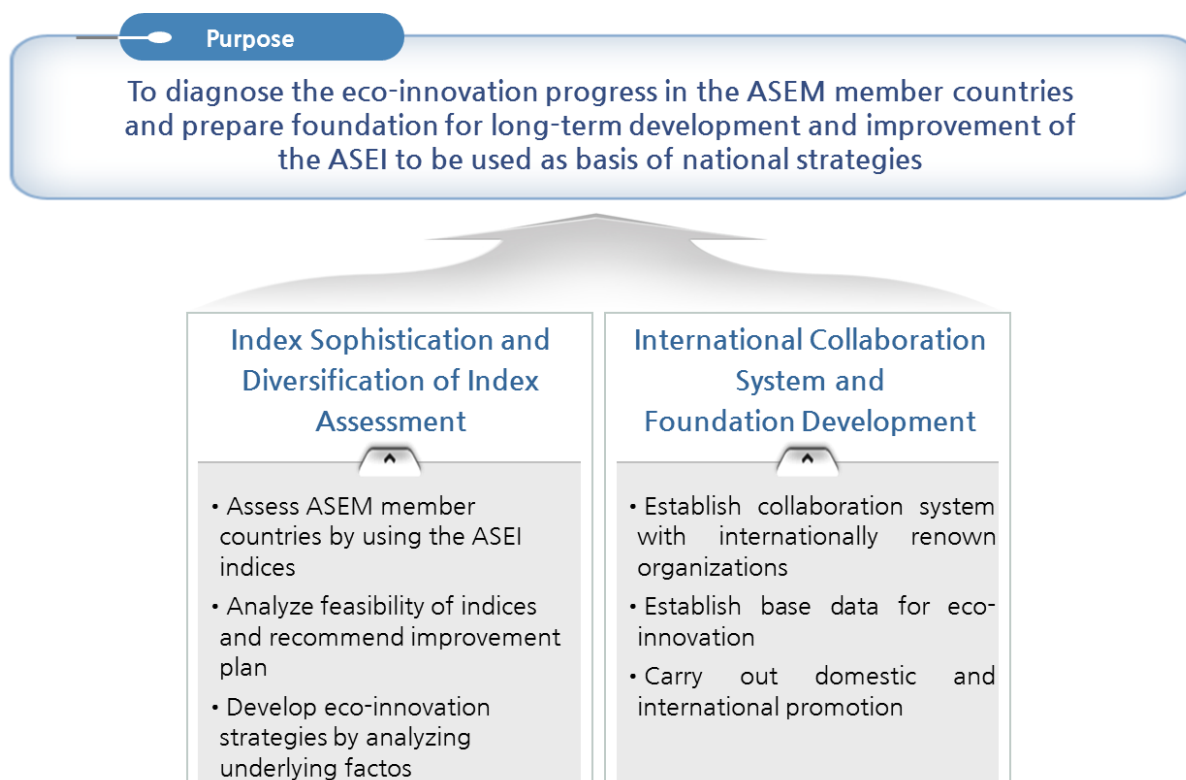 Purpose
To diagnose the eco-innovation progress in the ASEM member countries
and prepare foundation for long-term development and improvement of
the ASEI to be used as basis of national strategies
Index Sophistication and
Diversification of Index
Assessment
• Assess ASEM member
countries by using the ASEI
indices
• Analyze feasibility of indices
and recommend improvement
plan
• Develop eco-innovation
strategies by analyzing
underlying factos
International Collaboration
System and
Foundation Development
• Establish collaboration system
with internationally renown
organizations
• Establish base data for eco-
innovation
• Carry out domestic and
international promotion